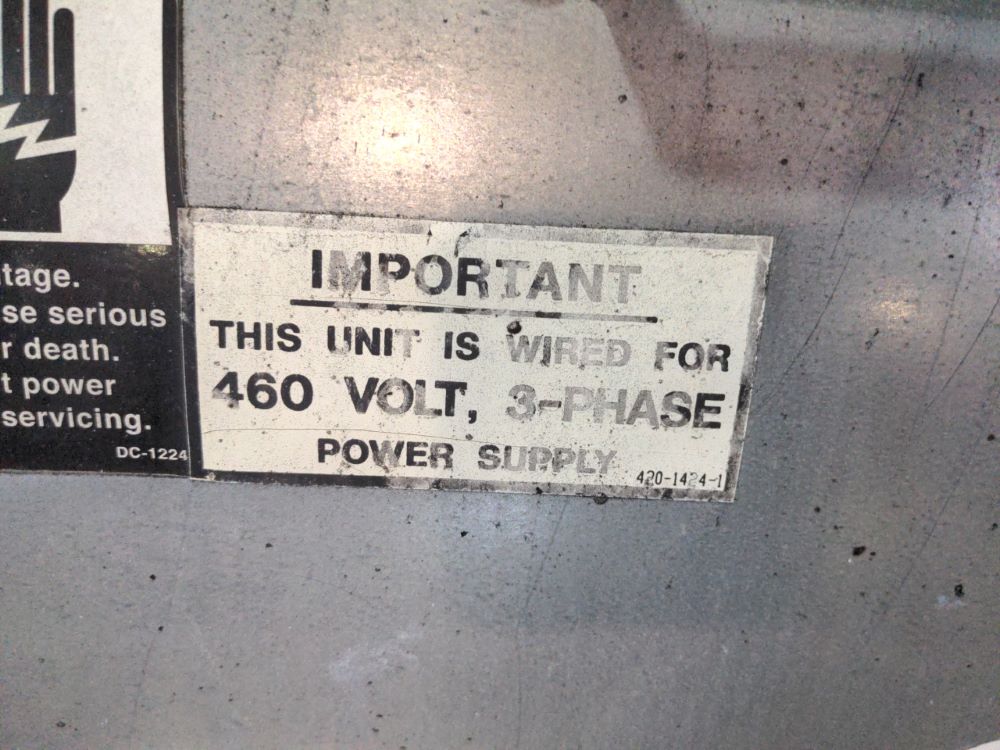 tage.
se serious
r death.
t power
servicing.
DC-1224
IMPORTANT
THIS UNIT IS WIRED FOR
460 VOLT, 3-PHASE
POWER SUPPLY
420-1424-1